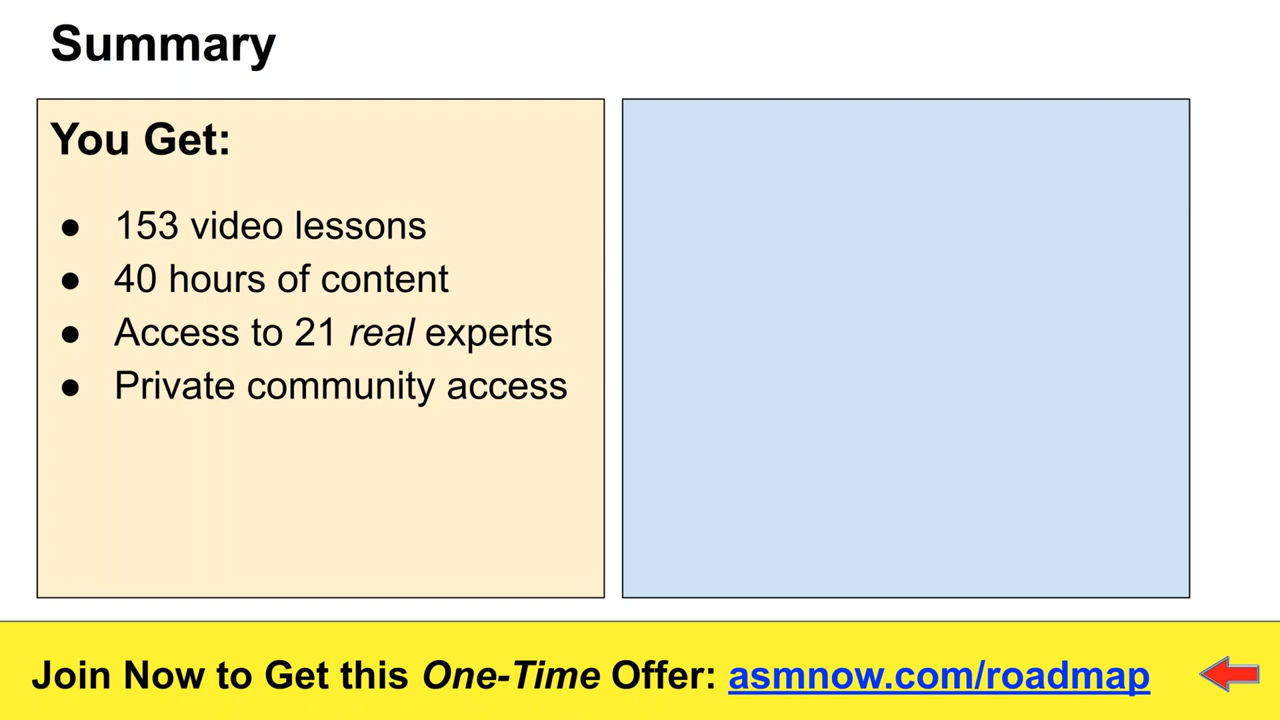 Summary
You Get:
● 153 video lessons
● 40 hours of content
● Access to 21 real experts
● Private community access
Join Now to Get this One-Time Offer: asmnow.com/roadmap